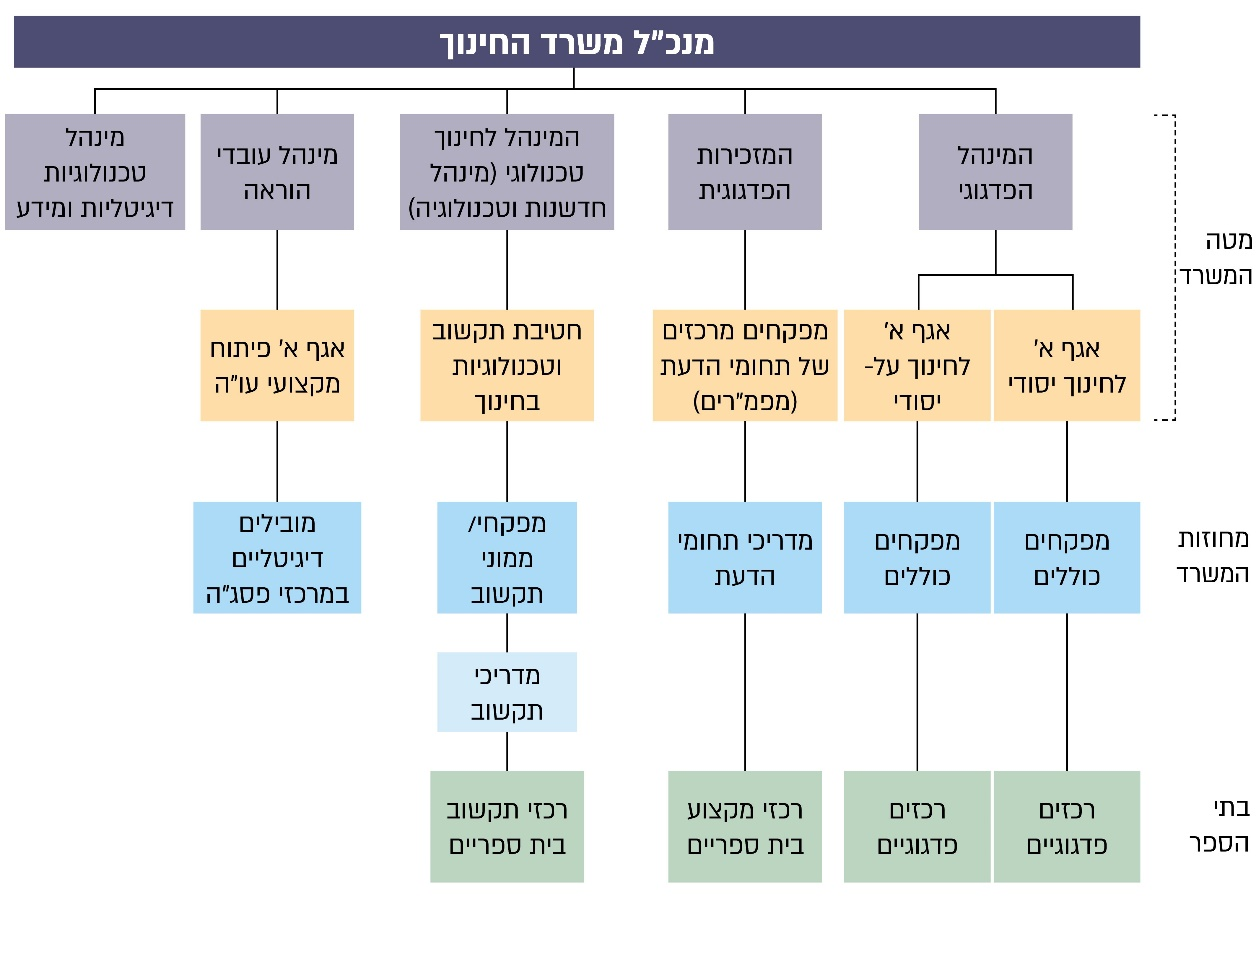 מנכ"ל משרד החינוך
המינהל
הפדגוגי
המזכירות
הפדגוגית
המינהל לחינוך
טכנולוגי (מינהל
חדשנות וטכנולוגיה)
מינהל עובדי
הוראה
מינהל
טכנולוגיות
דיגיטליות ומידע
מטה
המשרד
אגף א'
לחינוך יסודי
אגף א'
לחינוך על-
יסודי
מפקחים מרכזים
של תחומי הדעת
(מפמ"רים)
חטיבת תקשוב
וטכנולוגיות
בחינוך
אגף א' פיתוח
מקצועי עו"ה
מחוזות
המשרד
מפקחים
כוללים
מפקחים
כוללים
מדריכי תחומי
הדעת
מפקחי/
ממוני
תקשוב
מובילים
דיגיטליים
במרכזי פסג"ה
מדריכי
תקשוב
בתי
הספר
רכזים
פדגוגיים
רכזים
פדגוגיים
רכזי מקצוע
בית ספריים
רכזי תקשוב
בית ספריים